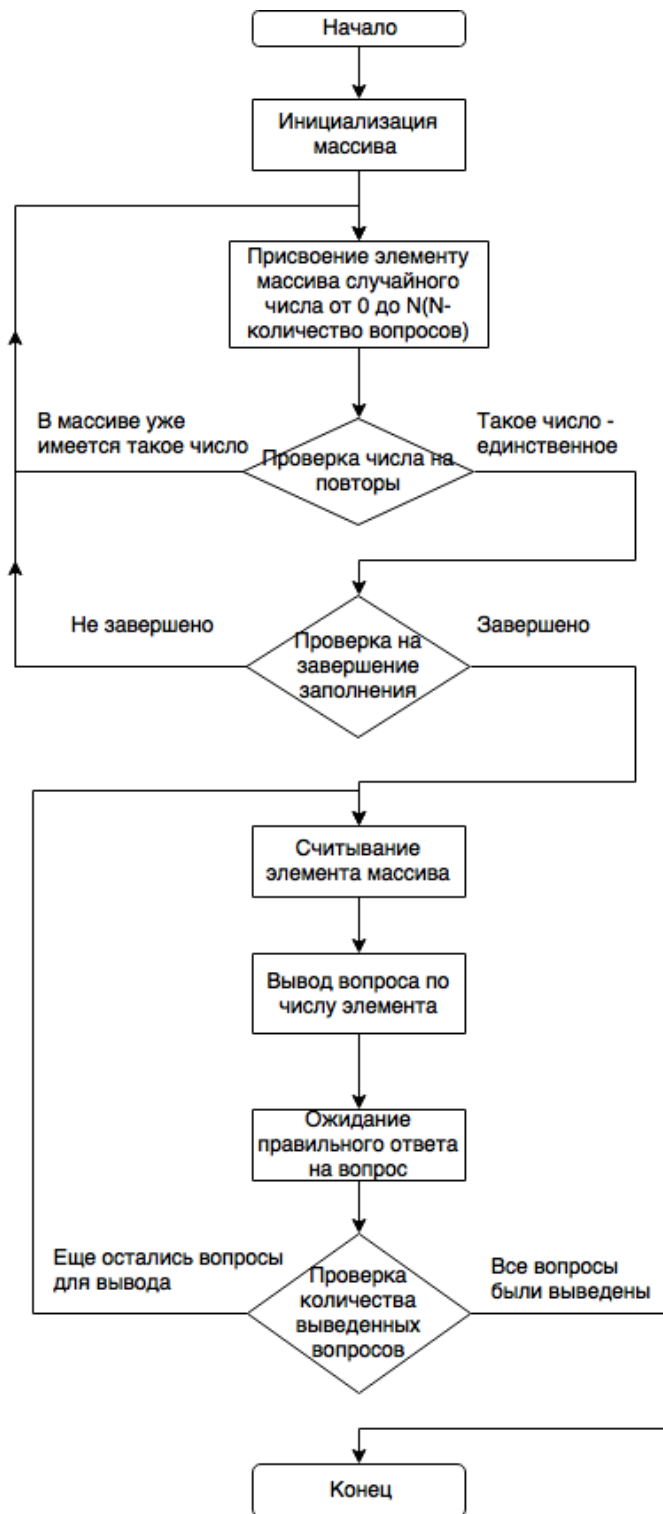 Начало
Инициализация
массива
Присвоение элементу
массива случайного
числа от 0 до N(N-
количество вопросов)
В массиве уже
имеется такое число
Такое число -
единственное
Проверка числа на
повторы
Не завершено
Завершено
Проверка на
завершение
заполнения
Считывание
элемента массива
Вывод вопроса по
числу элемента
Ожидание
правильного ответа
на вопрос
Еще остались вопросы
для вывода
Все вопросы
были выведены
Проверка
количества
выведенных
вопросов
Конец